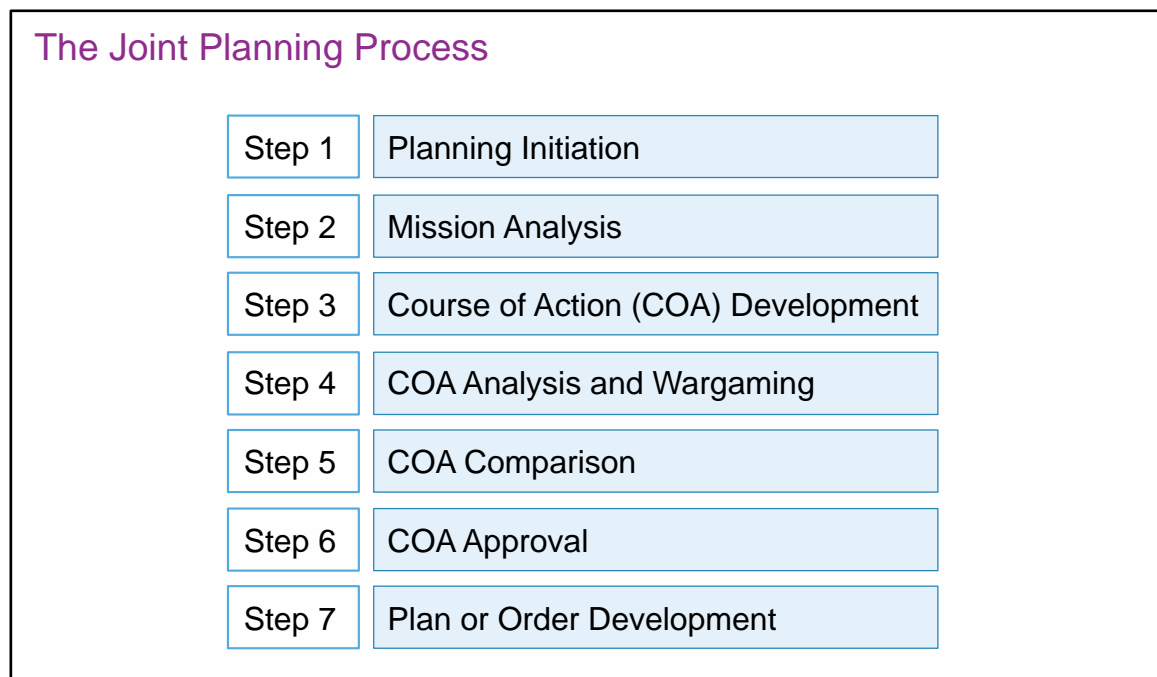 The Joint Planning Process
Step 1 Planning Initiation
Step 2 Mission Analysis
Step 3 Course of Action (COA) Development
Step 4 COA Analysis and Wargaming
Step 5 COA Comparison
Step 6 COA Approval
Step 7 Plan or Order Development